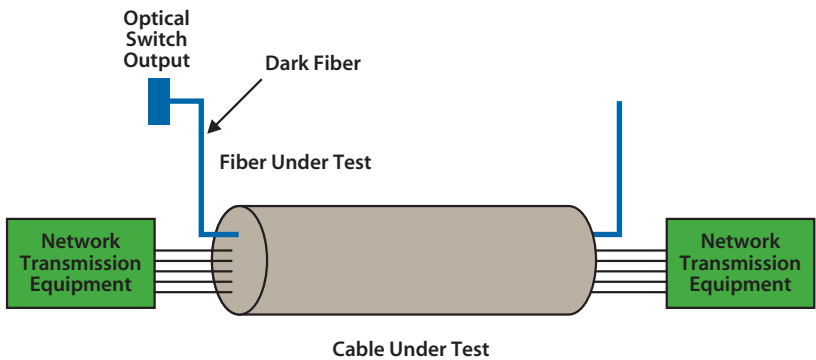 Optical
Switch
Output
Dark Fiber
Fiber Under Test
Network
Transmission
Equipment
Network
Transmission
Equipment
Cable Under Test